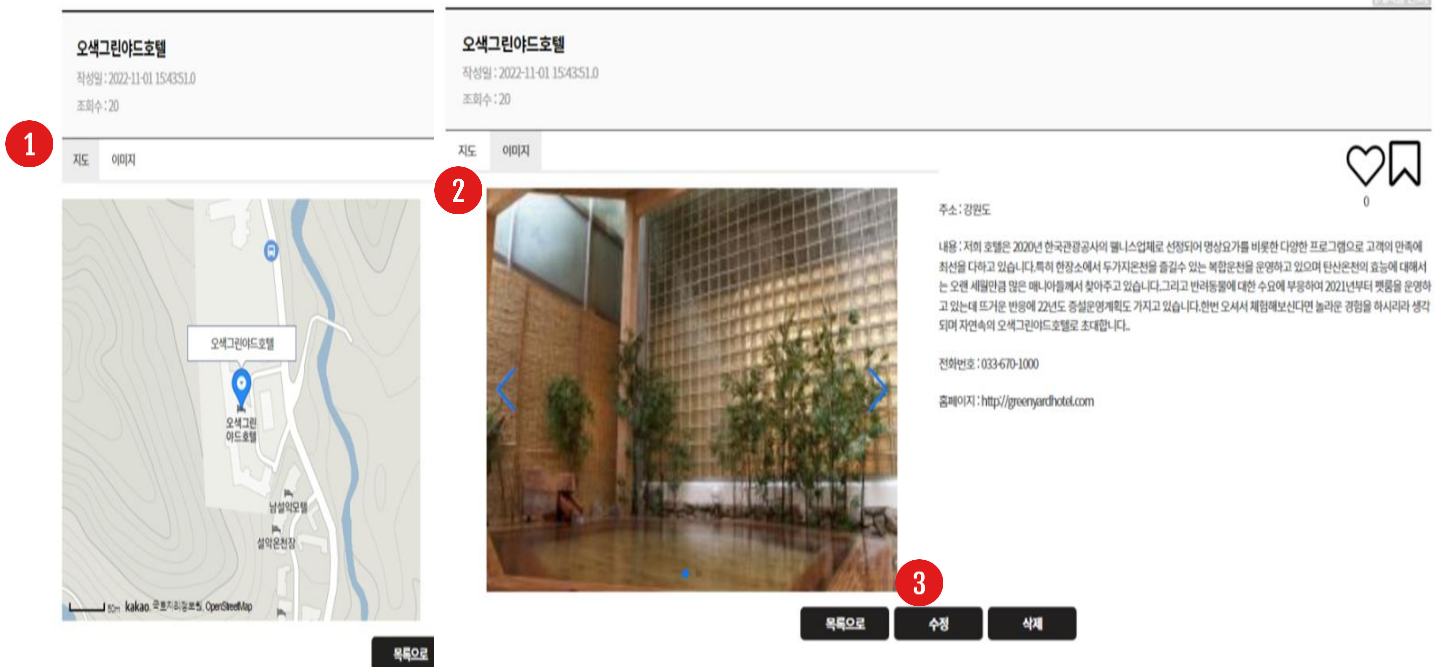 오색그린야드호텔
작성일 : 2022-11-01 15:43:51.0
조회수 : 20
1
지도 이미지
오색그린야드호텔
오색그린
야드호텔
남설악모텔
설악온천장
50m kakao, 국토지리정보원, OpenStreetMap
목록으로
오색그린야드호텔
작성일 : 2022-11-01 15:43:51.0
조회수 : 20
지도 이미지
2
0
주소 : 강원도
내용 : 저희 호텔은 2020년 한국관광공사의 웰니스업체로 선정되어 명상요가를 비롯한 다양한 프로그램으로 고객의 만족에
최선을 다하고 있습니다.특히 한장소에서 두가지온천을 즐길수 있는 복합온천을 운영하고 있으며 탄산온천의 효능에 대해서
는 오랜 세월만큼 많은 매니아들께서 찾아주고 있습니다.그리고 반려동물에 대한 수요에 부응하여 2021년부터 펫룸을 운영하
고 있는데 뜨거운 반응에 22년도 증설운영계획도 가지고 있습니다.한번 오셔서 체험해보신다면 놀라운 경험을 하시리라 생각
되며 자연속의 오색그린야드호텔로 초대합니다..
전화번호 : 033-670-1000
홈페이지 : http://greenyardhotel.com
3
목록으로 수정 삭제